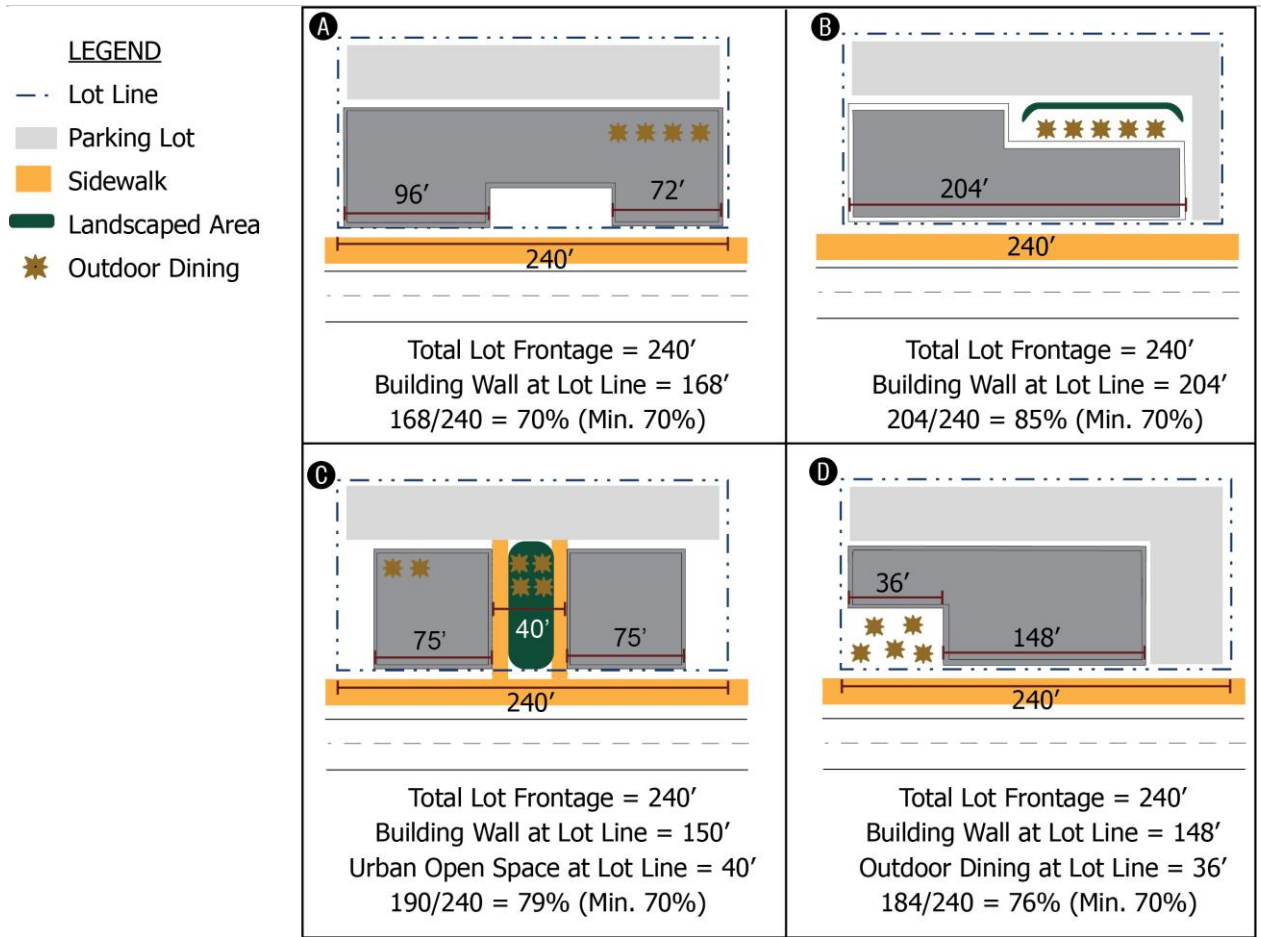 LEGEND
Lot Line
Parking Lot
Sidewalk
Landscaped Area
Outdoor Dining
A
96′
72′
240′
Total Lot Frontage = 240′
Building Wall at Lot Line = 168′
168/240 = 70% (Min. 70%)
B
204′
240′
Total Lot Frontage = 240′
Building Wall at Lot Line = 204′
204/240 = 85% (Min. 70%)
C
75′
40′
75′
240′
Total Lot Frontage = 240′
Building Wall at Lot Line = 150′
Urban Open Space at Lot Line = 40′
190/240 = 79% (Min. 70%)
D
36′
148′
240′
Total Lot Frontage = 240′
Building Wall at Lot Line = 148′
Outdoor Dining at Lot Line = 36′
184/240 = 76% (Min. 70%)